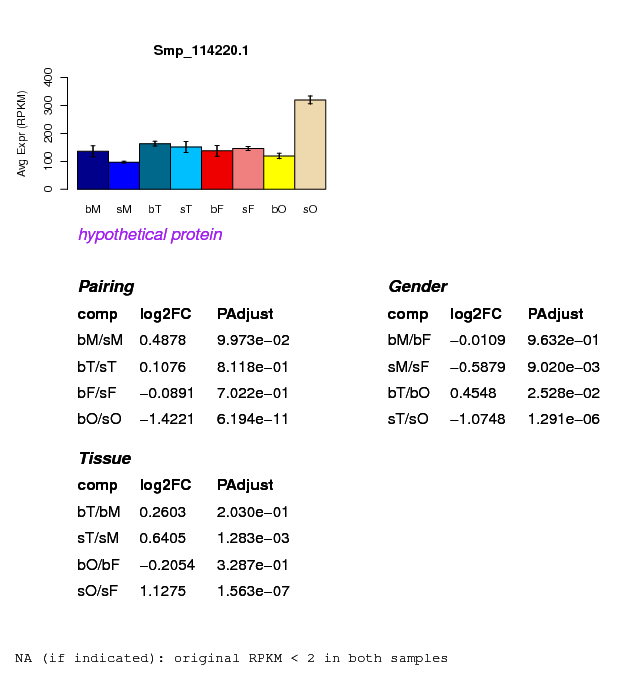 Smp_114220.1
Avg Expr (RPKM)
400
300
200
100
0
bM sM bT sT bF sF bO sO
hypothetical protein
Pairing
comp log2FC PAdjust
bM/sM 0.4878 9.973e−02
bT/sT 0.1076 8.118e−01
bF/sF −0.0891 7.022e−01
bO/sO −1.4221 6.194e−11
Gender
comp log2FC PAdjust
bM/bF −0.0109 9.632e−01
sM/sF −0.5879 9.020e−03
bT/bO 0.4548 2.528e−02
sT/sO −1.0748 1.291e−06
Tissue
comp log2FC PAdjust
bT/bM 0.2603 2.030e−01
sT/sM 0.6405 1.283e−03
bO/bF −0.2054 3.287e−01
sO/sF 1.1275 1.563e−07
NA (if indicated): original RPKM < 2 in both samples